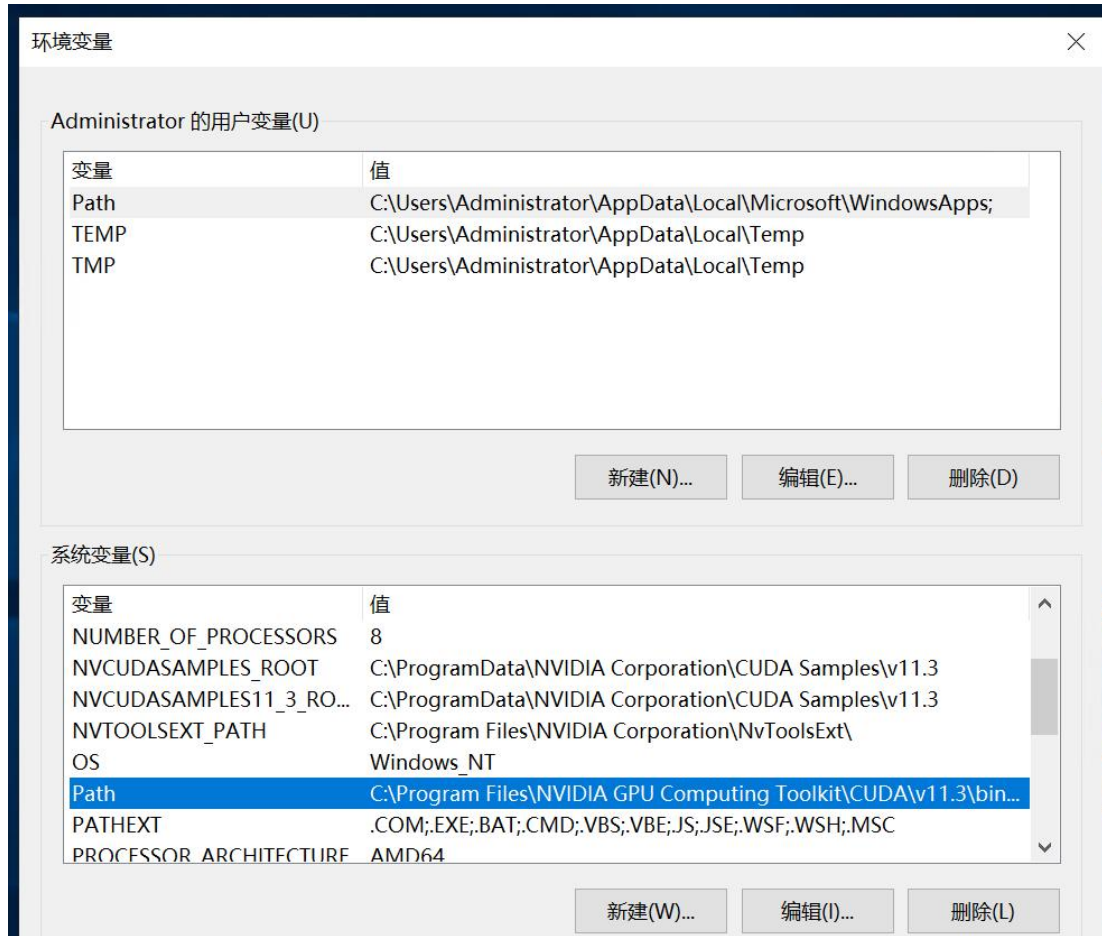 环境变量
Administrator 的用户变量(U)
变量 值
Path C:\Users\Administrator\AppData\Local\Microsoft\WindowsApps;
TEMP C:\Users\Administrator\AppData\Local\Temp
TMP C:\Users\Administrator\AppData\Local\Temp
新建(N)... 编辑(E)... 删除(D)
系统变量(S)
变量 值
NUMBER_OF_PROCESSORS 8
NVCUDASAMPLES_ROOT C:\ProgramData\NVIDIA Corporation\CUDA Samples\v11.3
NVCUDASAMPLES11_3_RO... C:\ProgramData\NVIDIA Corporation\CUDA Samples\v11.3
NVTOOLSEXT_PATH C:\Program Files\NVIDIA Corporation\NvToolsExt\
OS Windows_NT
Path C:\Program Files\NVIDIA GPU Computing Toolkit\CUDA\v11.3\bin...
PATHEXT .COM;.EXE;.BAT;.CMD;.VBS;.VBE;.JS;.JSE;.WSF;.WSH;.MSC
PROCESSOR_ARCHITECTURE AMD64
新建(W)... 编辑(I)... 删除(L)